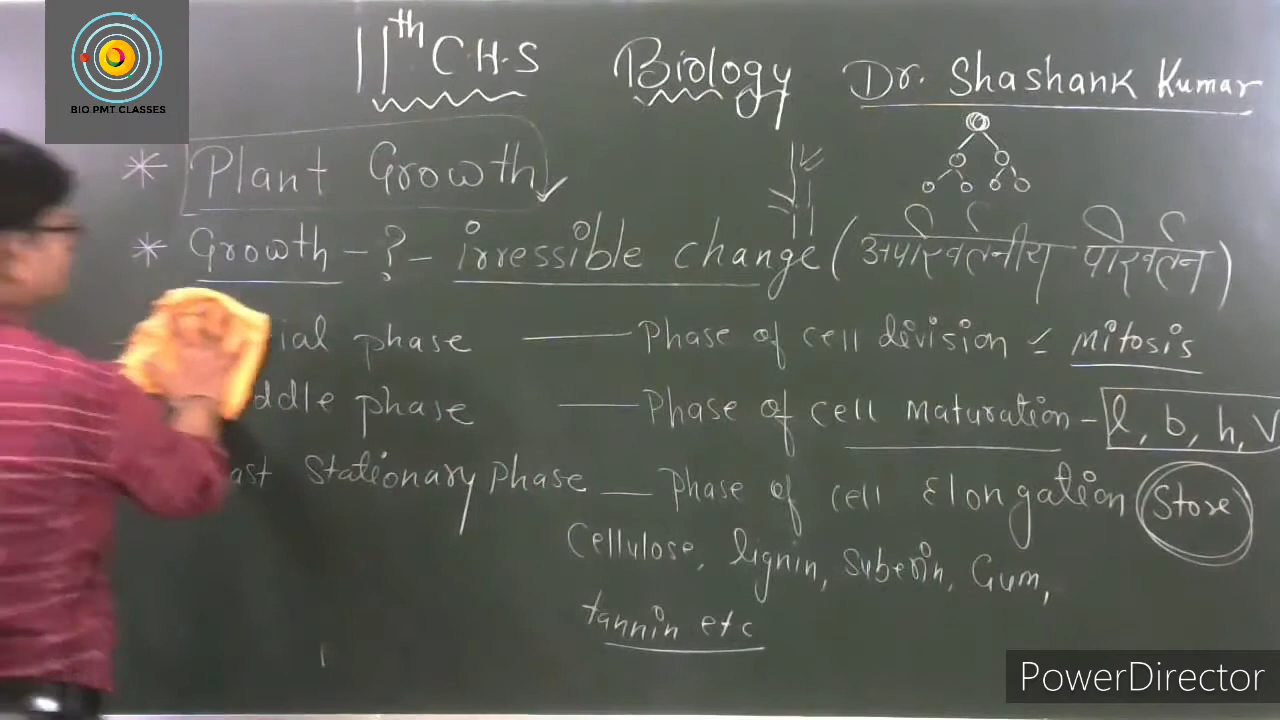 BIO PMT CLASSES
11th C.H.S Biology Dr. Shashank Kumar
* Plant Growth
* Growth - ? - irressible change (अपरिवर्तनीय परिवर्तन)
ial phase — Phase of cell division ≤ mitosis
ddle phase — Phase of cell maturation - l, b, h, V
ast Stationary phase — Phase of cell Elongation Store
Cellulose, lignin, Suberin, Gum,
tannin etc
PowerDirector